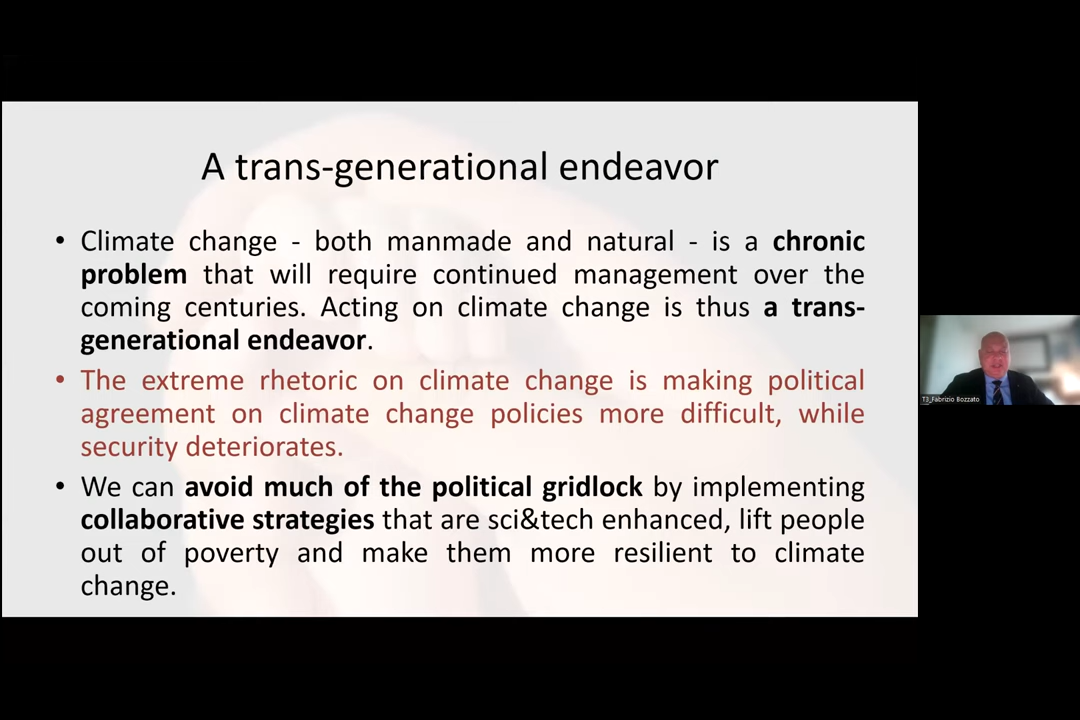 A trans-generational endeavor
• Climate change - both manmade and natural - is a chronic
problem that will require continued management over the
coming centuries. Acting on climate change is thus a trans-
generational endeavor.
• The extreme rhetoric on climate change is making political
agreement on climate change policies more difficult, while
security deteriorates.
• We can avoid much of the political gridlock by implementing
collaborative strategies that are sci&tech enhanced, lift people
out of poverty and make them more resilient to climate
change.
T3_Fabrizio Bozzato